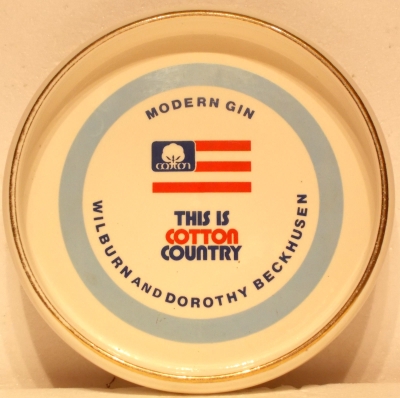 MODERN GIN
COTTON
THIS IS
COTTON
COUNTRY
WILBURN AND DOROTHY BECKHUSEN